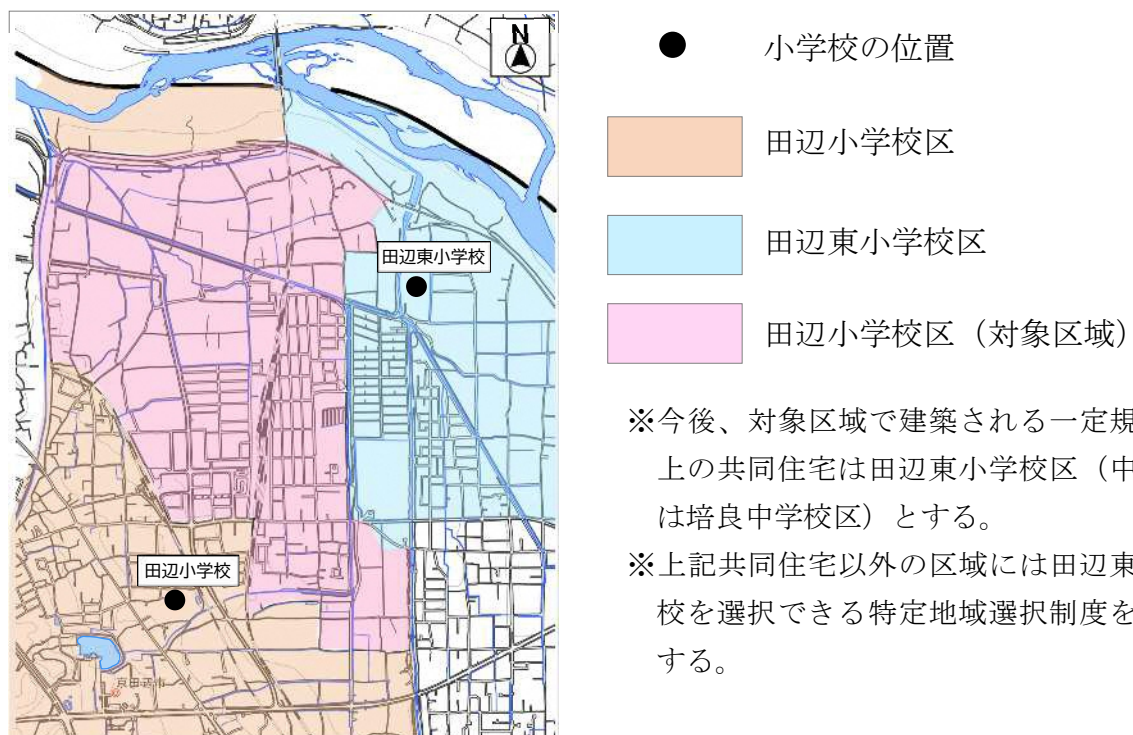 N
小学校の位置
田辺小学校区
田辺東小学校区
田辺小学校区（対象区域）
田辺東小学校
田辺小学校
京田辺市
※今後、対象区域で建築される一定規
上の共同住宅は田辺東小学校区（中
は培良中学校区）とする。
※上記共同住宅以外の区域には田辺東
校を選択できる特定地域選択制度を
する。